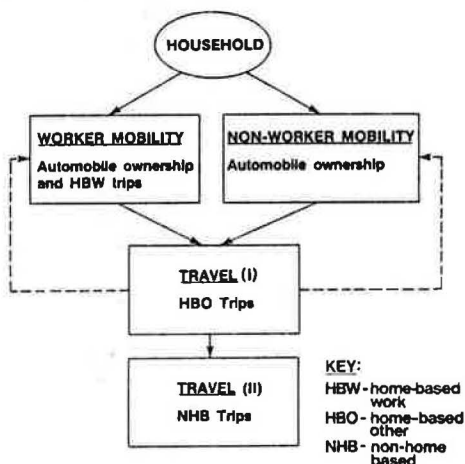 HOUSEHOLD
WORKER MOBILITY
Automobile ownership
and HBW trips
NON-WORKER MOBILITY
Automobile ownership
TRAVEL (I)
HBO Trips
TRAVEL (II)
NHB Trips
KEY:
HBW - home-based
work
HBO - home-based
other
NHB - non-home
based